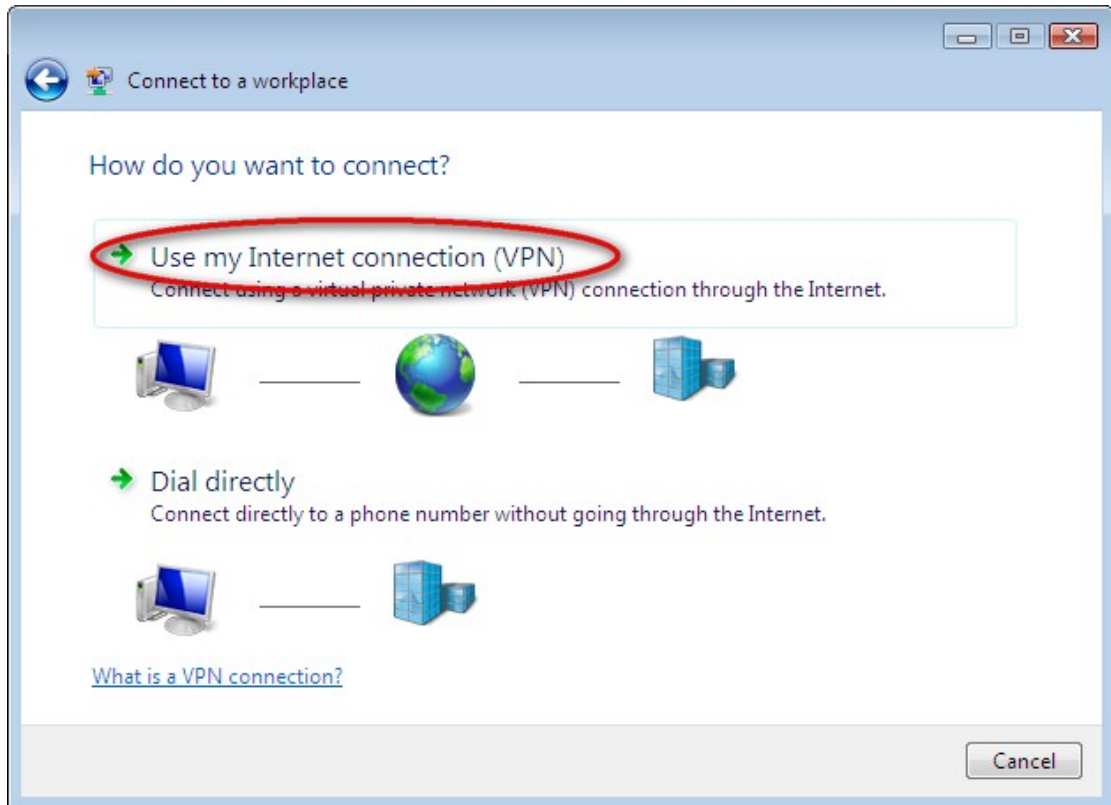 Connect to a workplace
How do you want to connect?
Use my Internet connection (VPN)
Connect using a virtual private network (VPN) connection through the Internet.
Dial directly
Connect directly to a phone number without going through the Internet.
What is a VPN connection?
Cancel